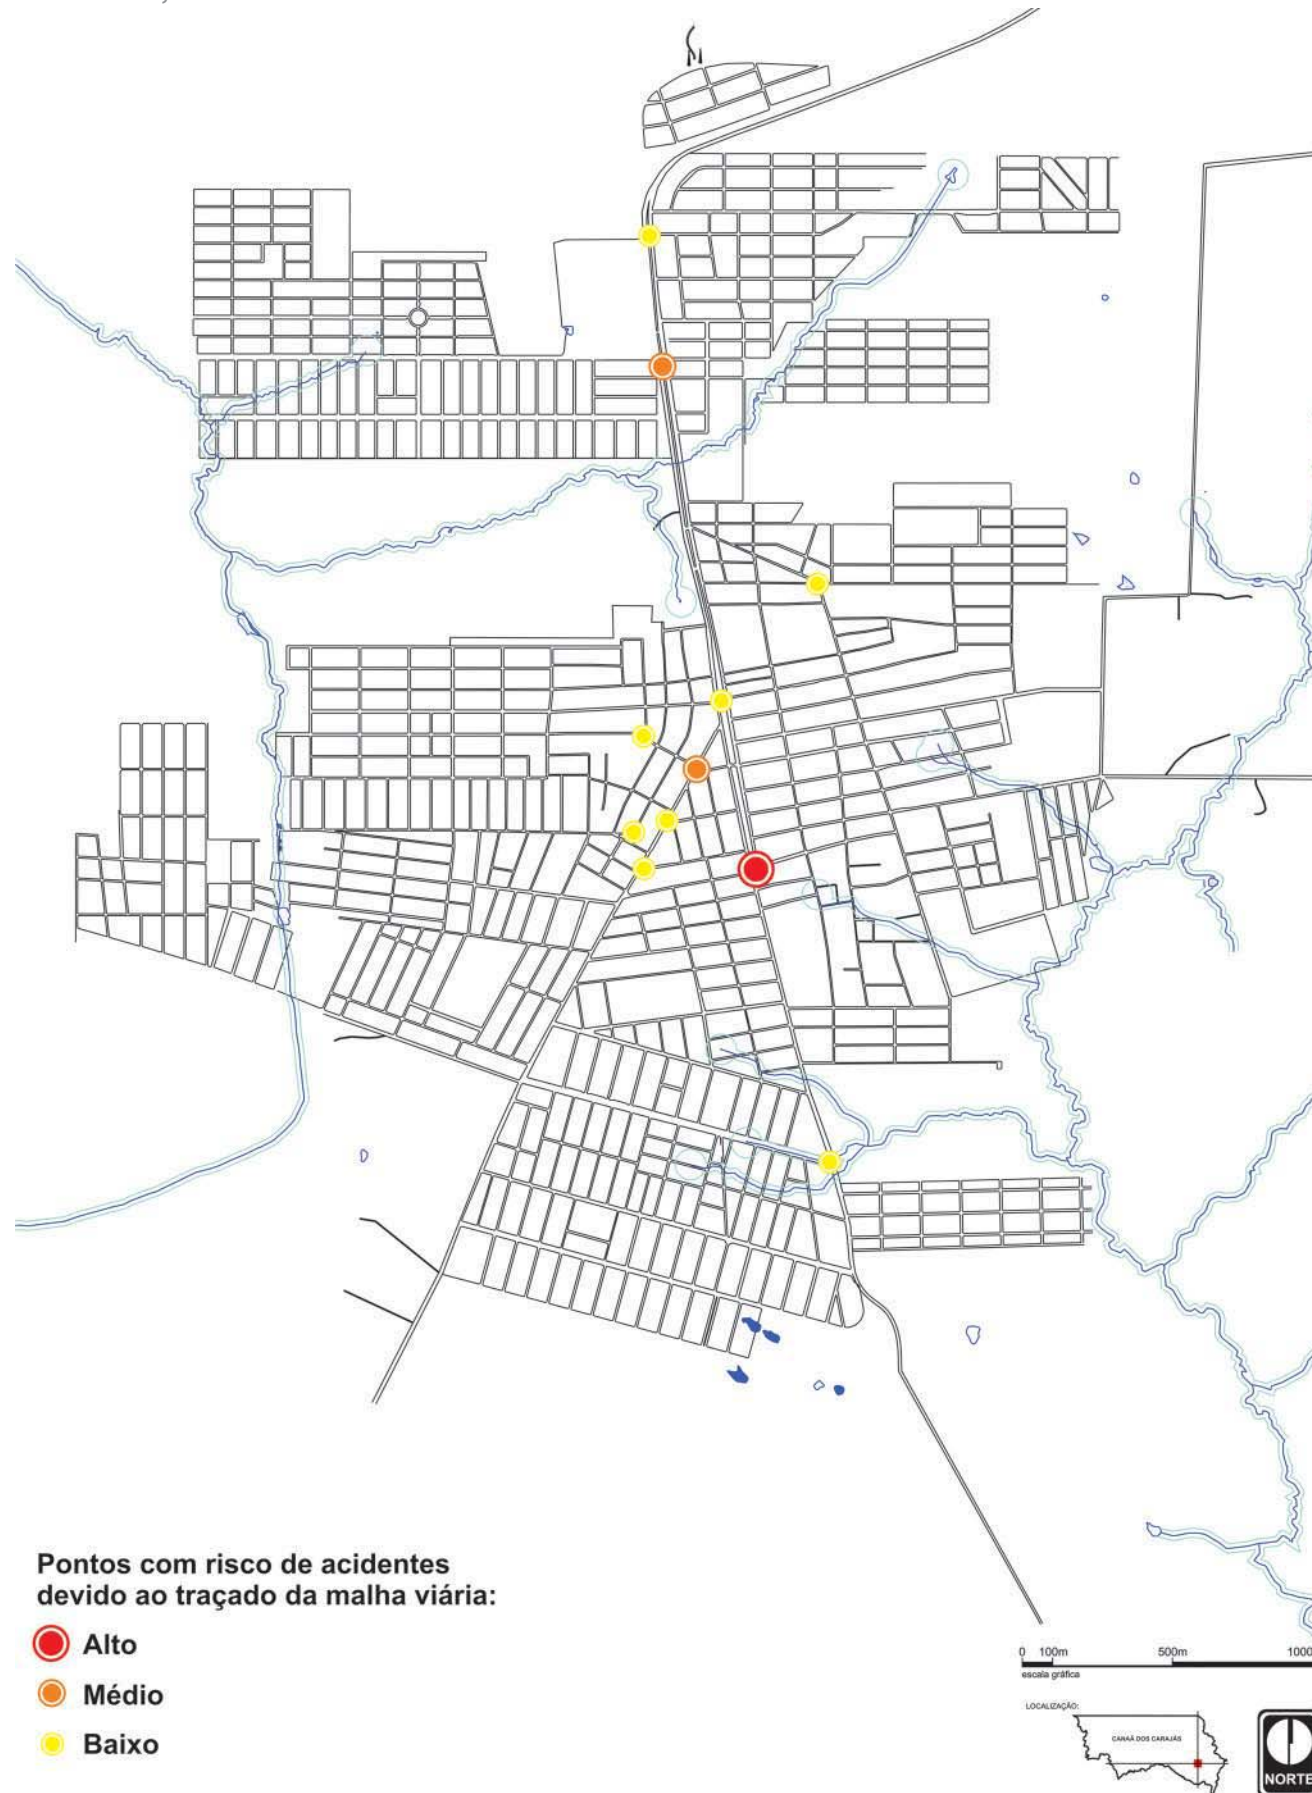 Pontos com risco de acidentes
devido ao traçado da malha viária:
Alto
Médio
Baixo
0 100m 500m 1000
escala gráfica
LOCALIZAÇÃO:
CANAÃ DOS CARAJÁS
NORTE